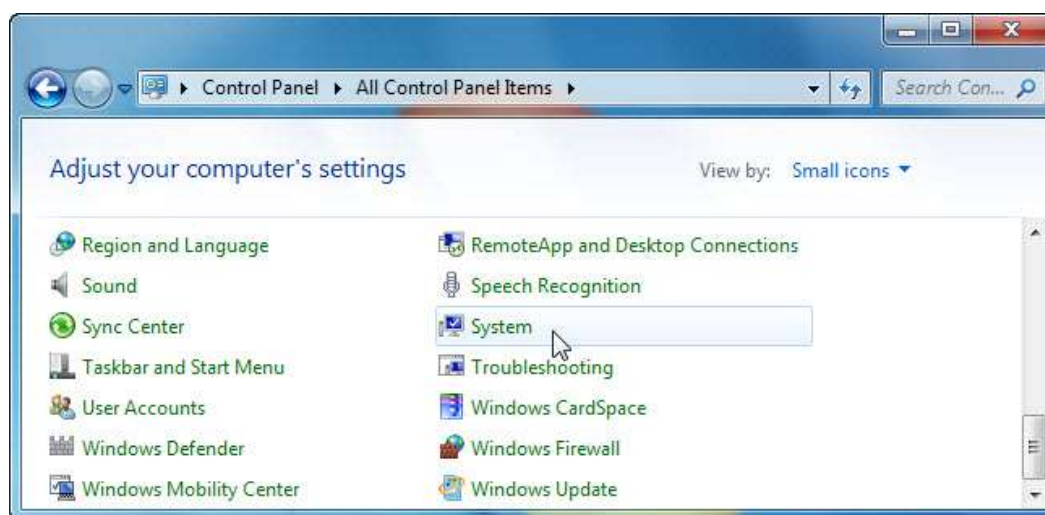 Control Panel All Control Panel Items Search Con...
Adjust your computer's settings View by: Small icons
Region and Language RemoteApp and Desktop Connections
Sound Speech Recognition
Sync Center System
Taskbar and Start Menu Troubleshooting
User Accounts Windows CardSpace
Windows Defender Windows Firewall
Windows Mobility Center Windows Update